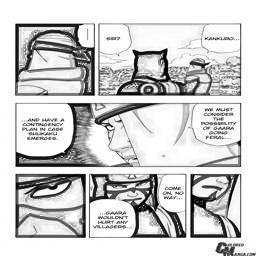 KANKURO...
SIR?
WE MUST
CONSIDER
THE
POSSIBILITY
OF GAARA
GOING
FERAL...
...AND HAVE A
CONTINGENCY
PLAN IN CASE
SHUKAKU
EMERGES.
COME
ON, NO
WAY...
...GAARA
WOULDN'T
HURT ANY
VILLAGERS...
COLORED
MANGA.COM